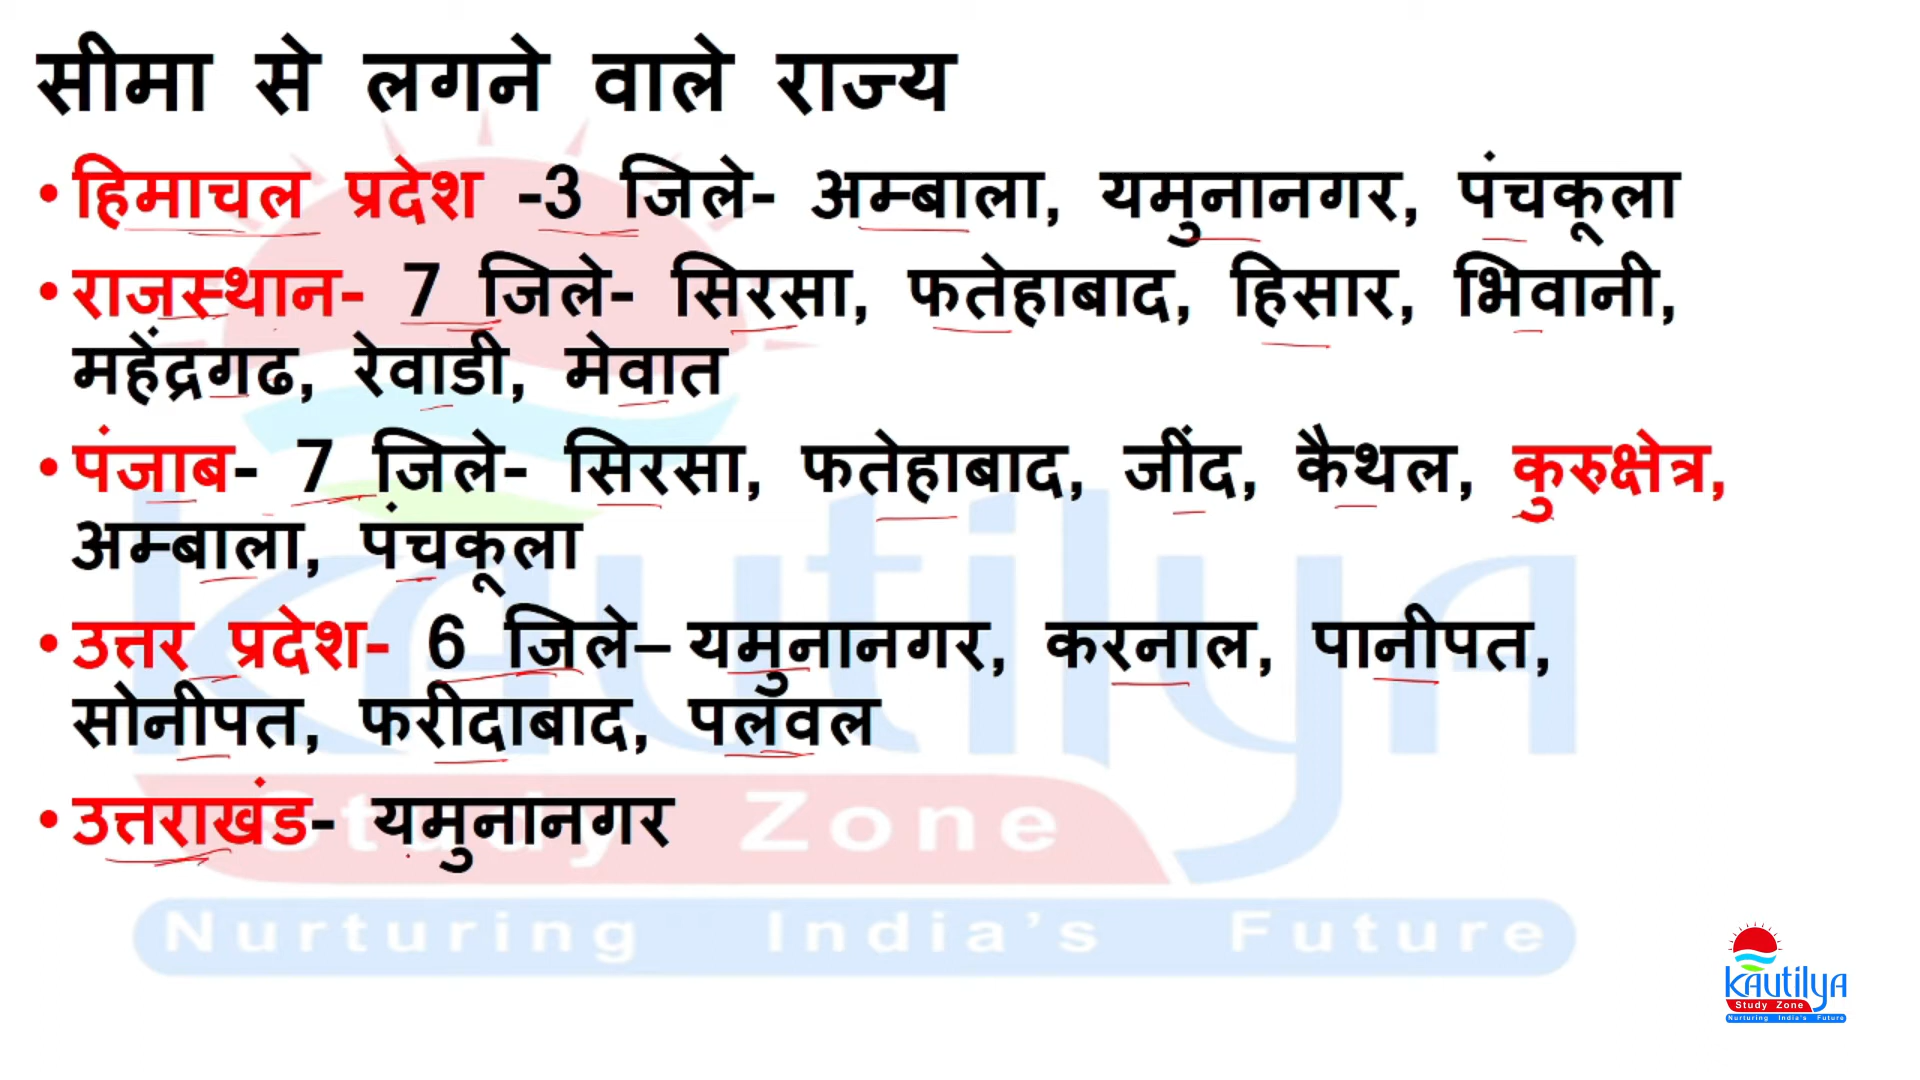 सीमा से लगने वाले राज्य
• हिमाचल प्रदेश -3 जिले- अम्बाला, यमुनानगर, पंचकूला
• राजस्थान- 7 जिले- सिरसा, फतेहाबाद, हिसार, भिवानी,
महेंद्रगढ, रेवाडी, मेवात
• पंजाब- 7 जिले- सिरसा, फतेहाबाद, जींद, कैथल, कुरुक्षेत्र,
अम्बाला, पंचकूला
• उत्तर प्रदेश- 6 जिले– यमुनानगर, करनाल, पानीपत,
सोनीपत, फरीदाबाद, पलवल
• उत्तराखंड- यमुनानगर
Kautilya
Study Zone
Nurturing India's Future
Kautilya
Study Zone
Nurturing India's Future